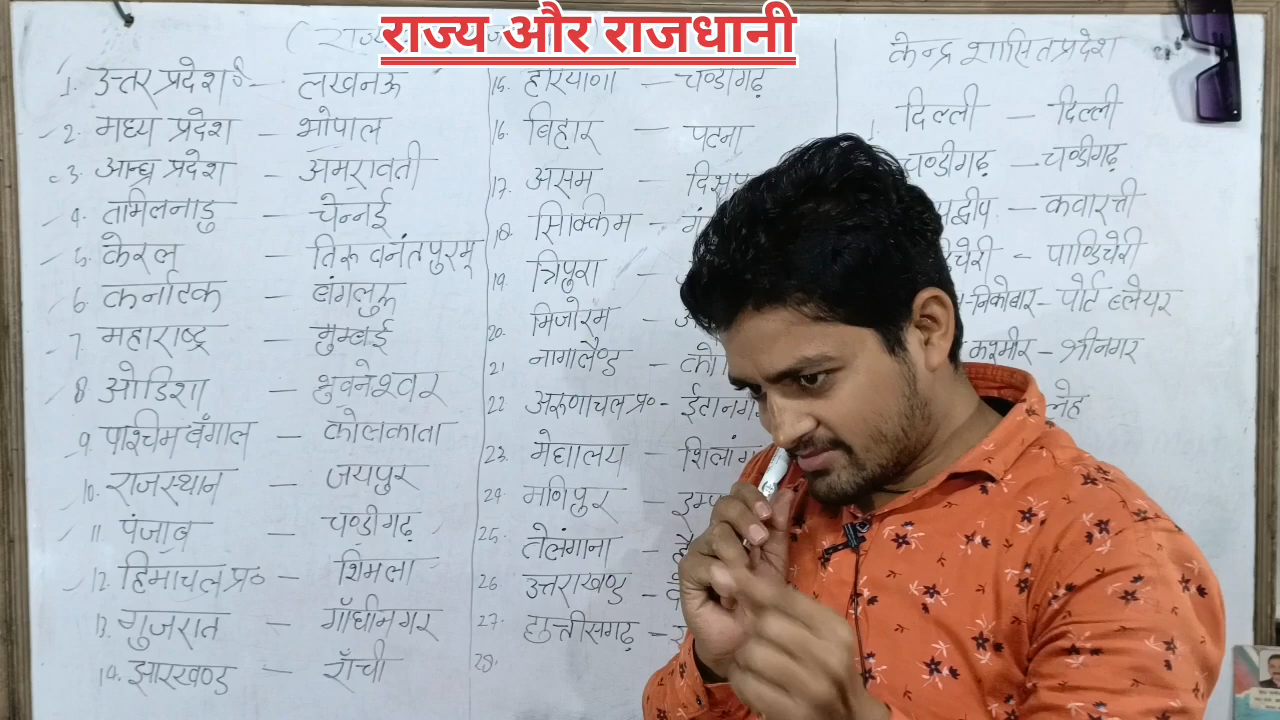 राज्य और राजधानी
1. उत्तर प्रदेश — लखनऊ
2. मध्य प्रदेश — भोपाल
3. आन्ध्र प्रदेश — अमरावती
4. तमिलनाडु — चेन्नई
5. केरल — तिरुवनंतपुरम्
6. कर्नाटक — बंगलुरु
7. महाराष्ट्र — मुम्बई
8. ओडिशा — भुवनेश्वर
9. पश्चिम बँगाल — कोलकाता
10. राजस्थान — जयपुर
11. पंजाब — चण्डीगढ़
12. हिमाचल प्र० — शिमला
13. गुजरात — गाँधीनगर
14. झारखण्ड — राँची
15. हरियाणा — चण्डीगढ़
16. बिहार — पटना
17. असम —
18. सिक्किम —
19. त्रिपुरा —
20. मिजोरम —
21. नागालैण्ड —
22. अरुणाचल प्र० —
23. मेघालय —
24. मणिपुर —
25. तेलंगाना —
26. उत्तराखण्ड —
27. छत्तीसगढ़ —
28.
केन्द्र शासित प्रदेश
1. दिल्ली — दिल्ली
चण्डीगढ़ — चण्डीगढ़
— कवारत्ती
— पाण्डिचेरी
निकोबार — पोर्ट ब्लेयर
कश्मीर — श्रीनगर
लेह